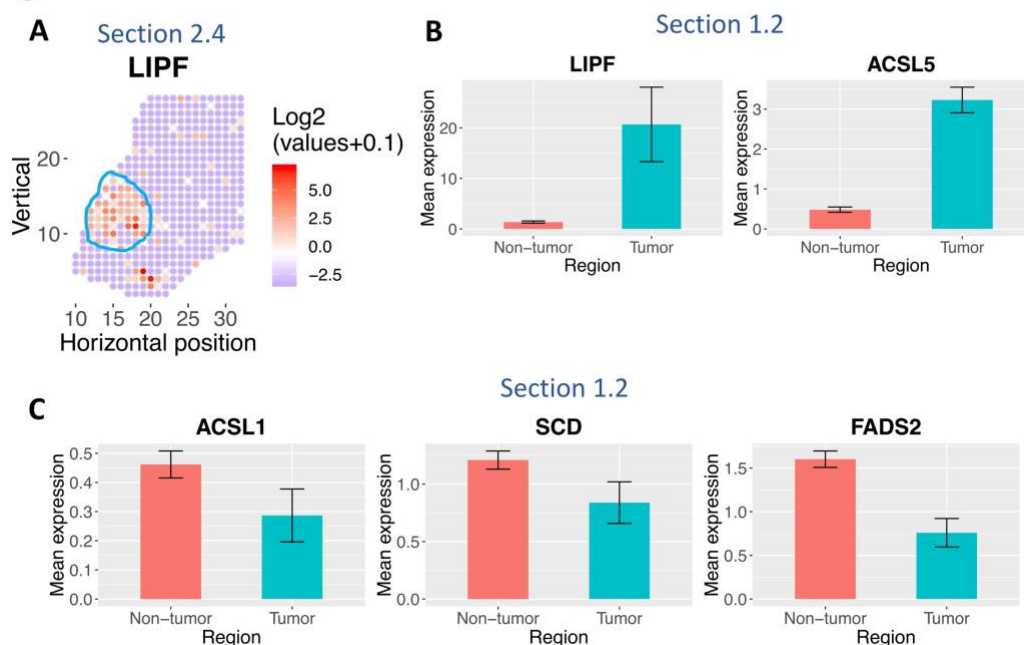 A
Section 2.4
LIPF
Vertical
20
10
10 15 20 25 30
Horizontal position
Log2
(values+0.1)
5.0
2.5
0.0
−2.5
B
Section 1.2
LIPF
Mean expression
20
10
0
Non−tumor Tumor
Region
ACSL5
Mean expression
3
2
1
0
Non−tumor Tumor
Region
C
Section 1.2
ACSL1
Mean expression
0.5
0.4
0.3
0.2
0.1
0.0
Non−tumor Tumor
Region
SCD
Mean expression
1.0
0.5
0.0
Non−tumor Tumor
Region
FADS2
Mean expression
1.5
1.0
0.5
0.0
Non−tumor Tumor
Region